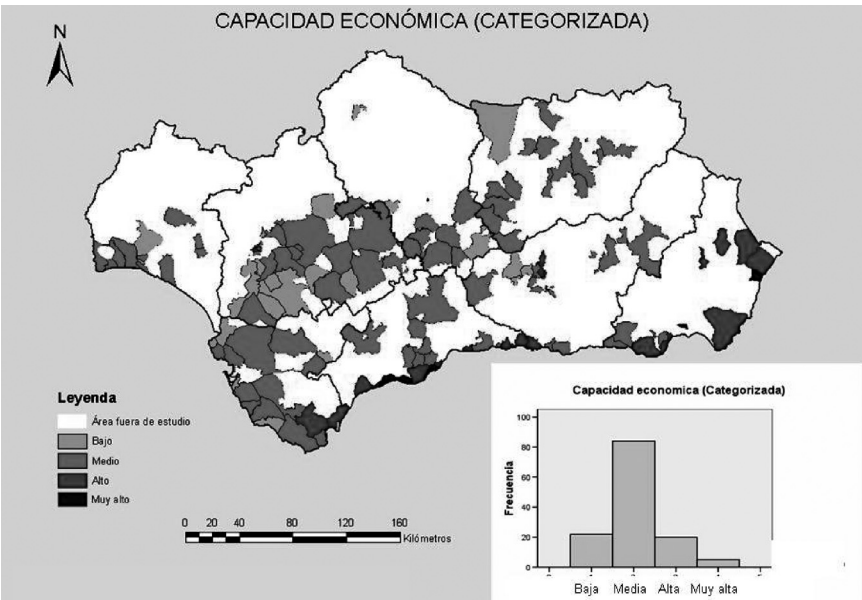 CAPACIDAD ECONÓMICA (CATEGORIZADA)
N
Leyenda
Área fuera de estudio
Bajo
Medio
Alto
Muy alto
0 20 40 80 120 160
Kilómetros
Capacidad economica (Categorizada)
Frecuencia
100
80
60
40
20
0
Baja Media Alta Muy alta